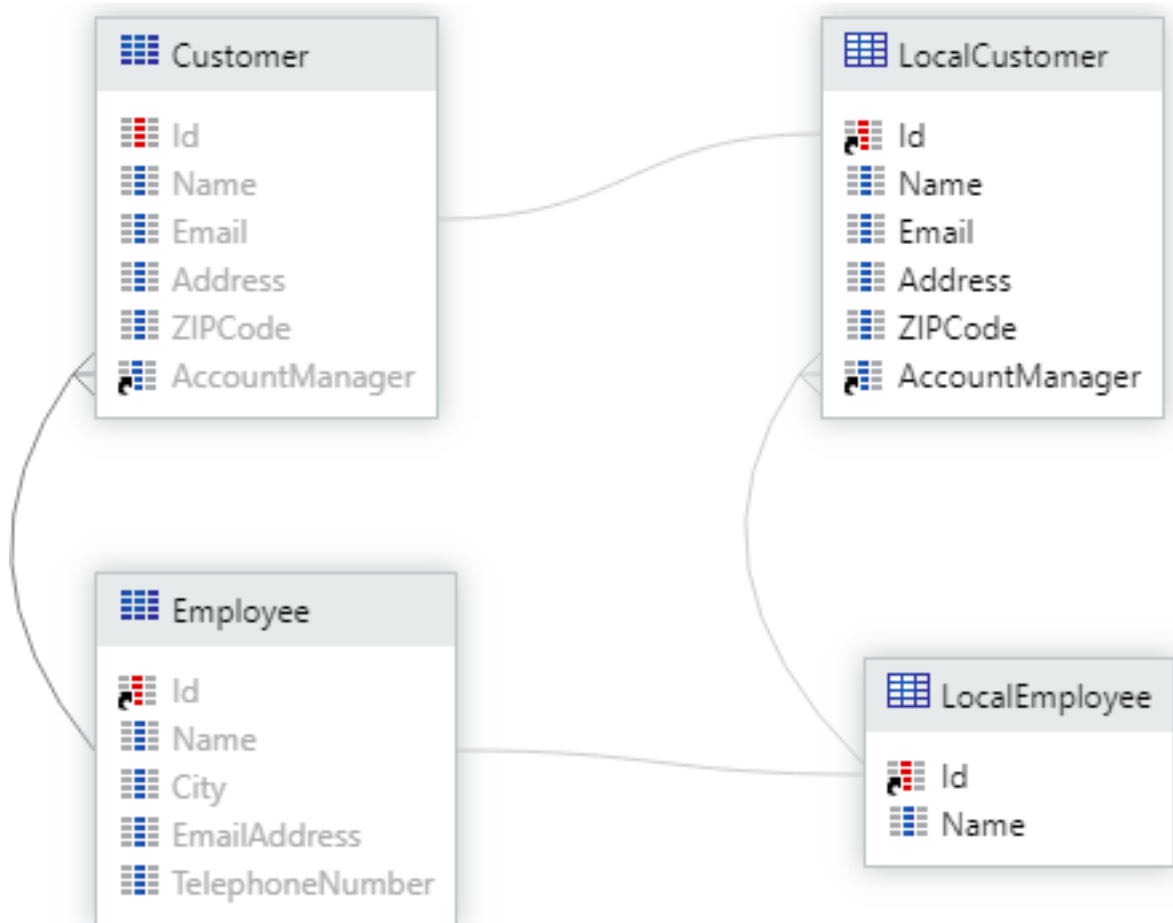 Customer
Id
Name
Email
Address
ZIPCode
AccountManager
LocalCustomer
Id
Name
Email
Address
ZIPCode
AccountManager
Employee
Id
Name
City
EmailAddress
TelephoneNumber
LocalEmployee
Id
Name